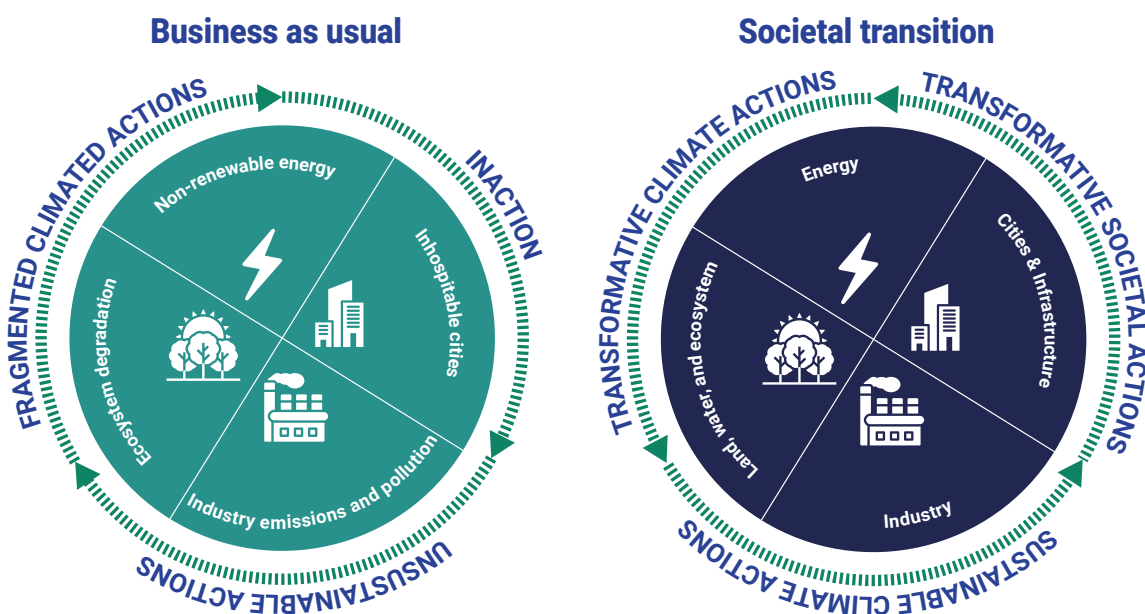 Business as usual
FRAGMENTED CLIMATED ACTIONS
INACTION
UNSUSTAINABLE ACTIONS
Non-renewable energy
Inhospitable cities
Industry emissions and pollution
Ecosystem degradation
Societal transition
TRANSFORMATIVE CLIMATE ACTIONS
TRANSFORMATIVE SOCIETAL ACTIONS
SUSTAINABLE CLIMATE ACTIONS
Energy
Cities & Infrastructure
Industry
Land, water and ecosystem